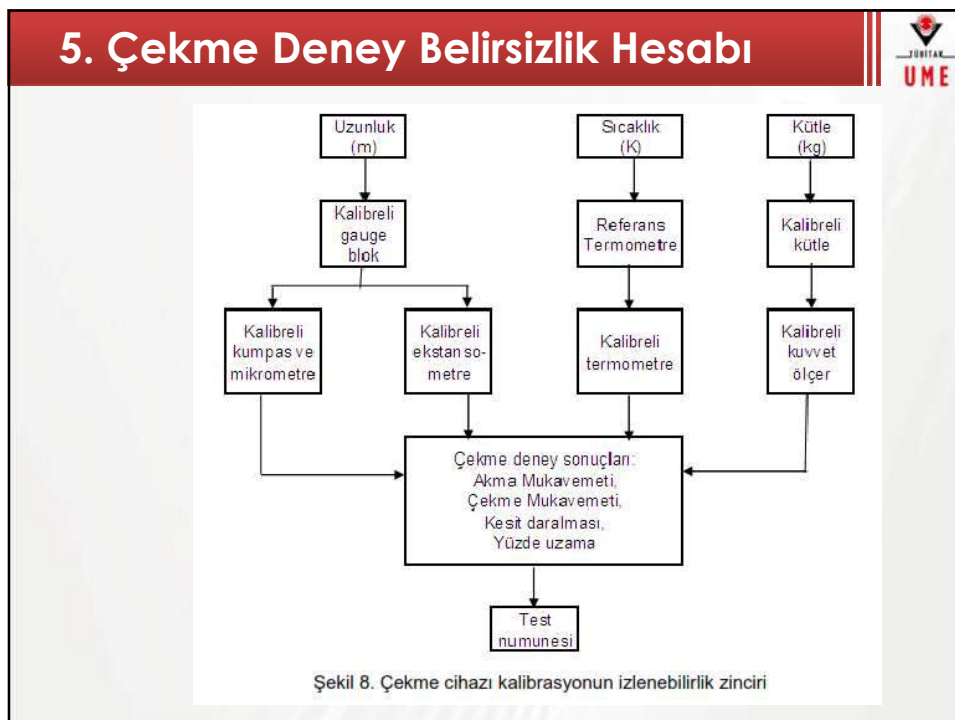 5. Çekme Deney Belirsizlik Hesabı
TÜBİTAK
UME
Uzunluk
(m)
Sıcaklık
(K)
Kütle
(kg)
Kalibreli
gauge
blok
Referans
Termometre
Kalibreli
kütle
Kalibreli
kumpas ve
mikrometre
Kalibreli
ekstanso-
metre
Kalibreli
termometre
Kalibreli
kuvvet
ölçer
Çekme deney sonuçları:
Akma Mukavemeti,
Çekme Mukavemeti,
Kesit daralması,
Yüzde uzama
Test
numunesi
Şekil 8. Çekme cihazı kalibrasyonun izlenebilirlik zinciri